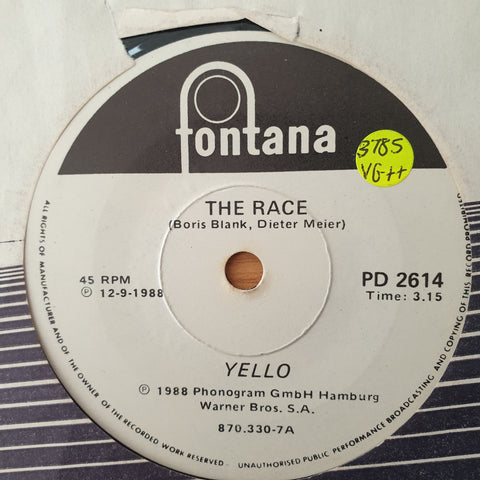 fontana
3785
VG++
THE RACE
(Boris Blank, Dieter Meier)
45 RPM
℗ 12-9-1988
PD 2614
Time: 3.15
YELLO
℗ 1988 Phonogram GmbH Hamburg
Warner Bros. S.A.
870.330-7A
ALL RIGHTS OF MANUFACTURER AND OF THE OWNER OF THE RECORDED WORK RESERVED - UNAUTHORISED PUBLIC PERFORMANCE BROADCASTING AND COPYING OF THIS RECORD PROHIBITED